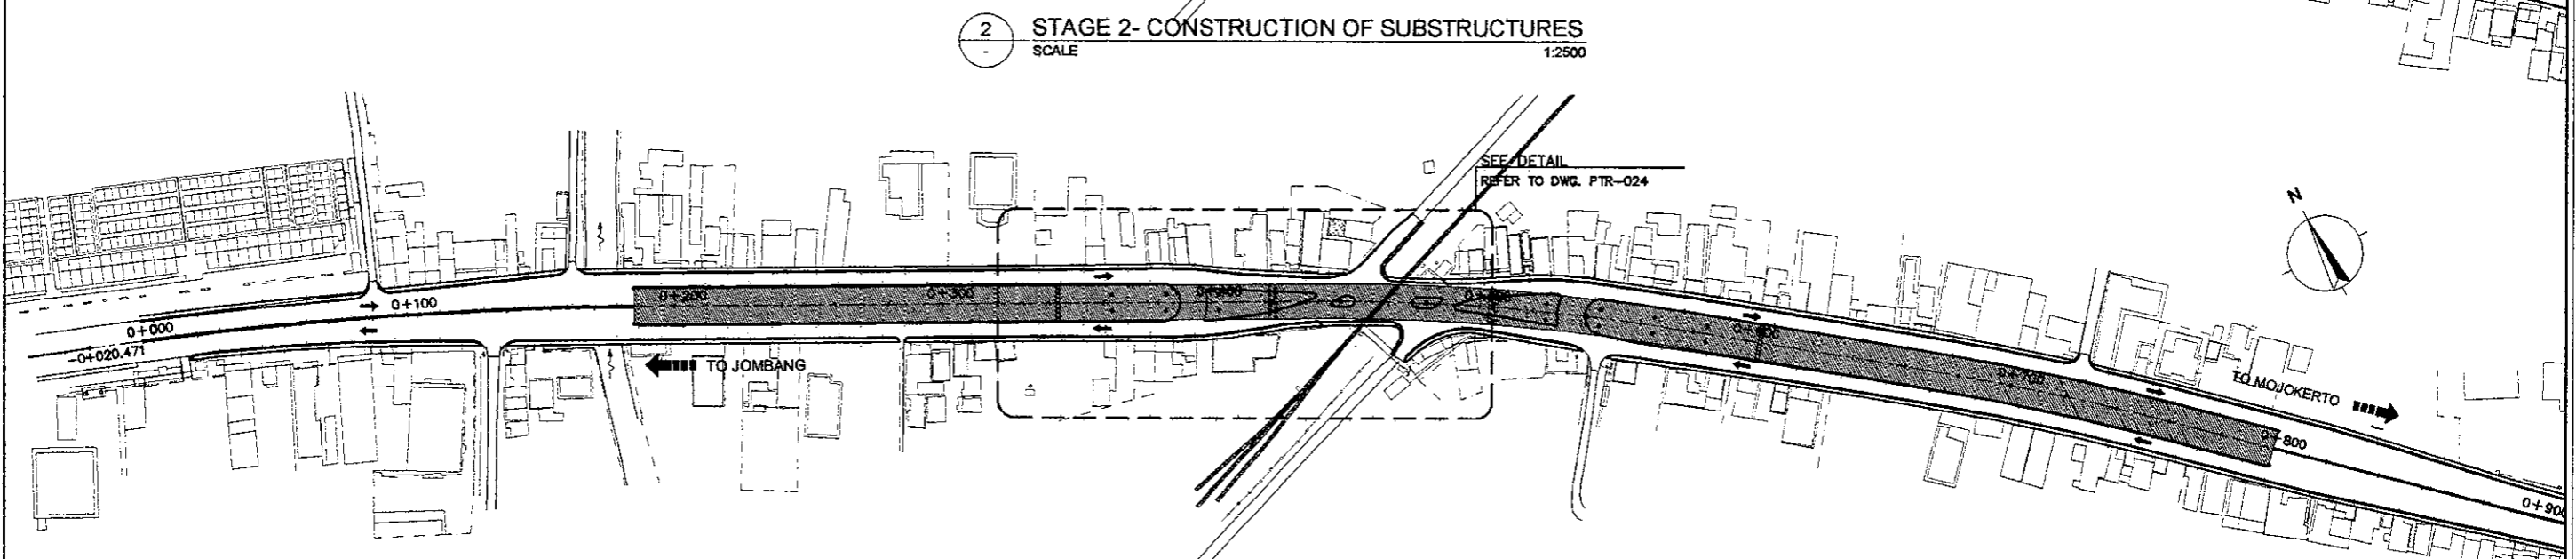 2
-
STAGE 2- CONSTRUCTION OF SUBSTRUCTURES
SCALE 1:2500
SEE DETAIL
REFER TO DWG. PTR-024
N
0+000
-0+020.471
0+100
0+200
0+300
TO JOMBANG
0+700
TO MOJOKERTO
0+800
0+900